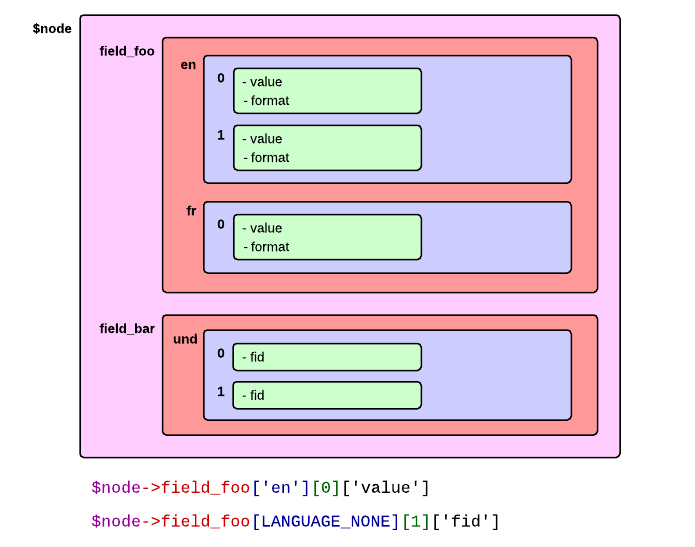 $node
field_foo
en
0
- value
- format
1
- value
- format
fr
0
- value
- format
field_bar
und
0
- fid
1
- fid
$node->field_foo['en'][0]['value']
$node->field_foo[LANGUAGE_NONE][1]['fid']